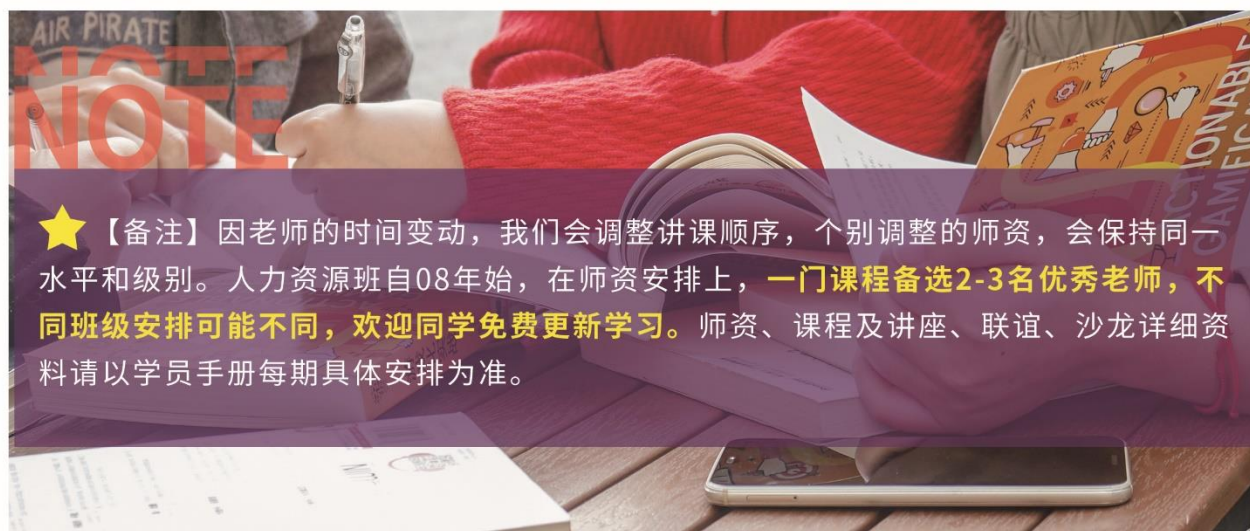 AIR PIRATE
NOTE
NOTE
ACTIONABLE
GAMIFICA
【备注】因老师的时间变动，我们会调整讲课顺序，个别调整的师资，会保持同一
水平和级别。人力资源班自08年始，在师资安排上，一门课程备选2-3名优秀老师，不
同班级安排可能不同，欢迎同学免费更新学习。师资、课程及讲座、联谊、沙龙详细资
料请以学员手册每期具体安排为准。